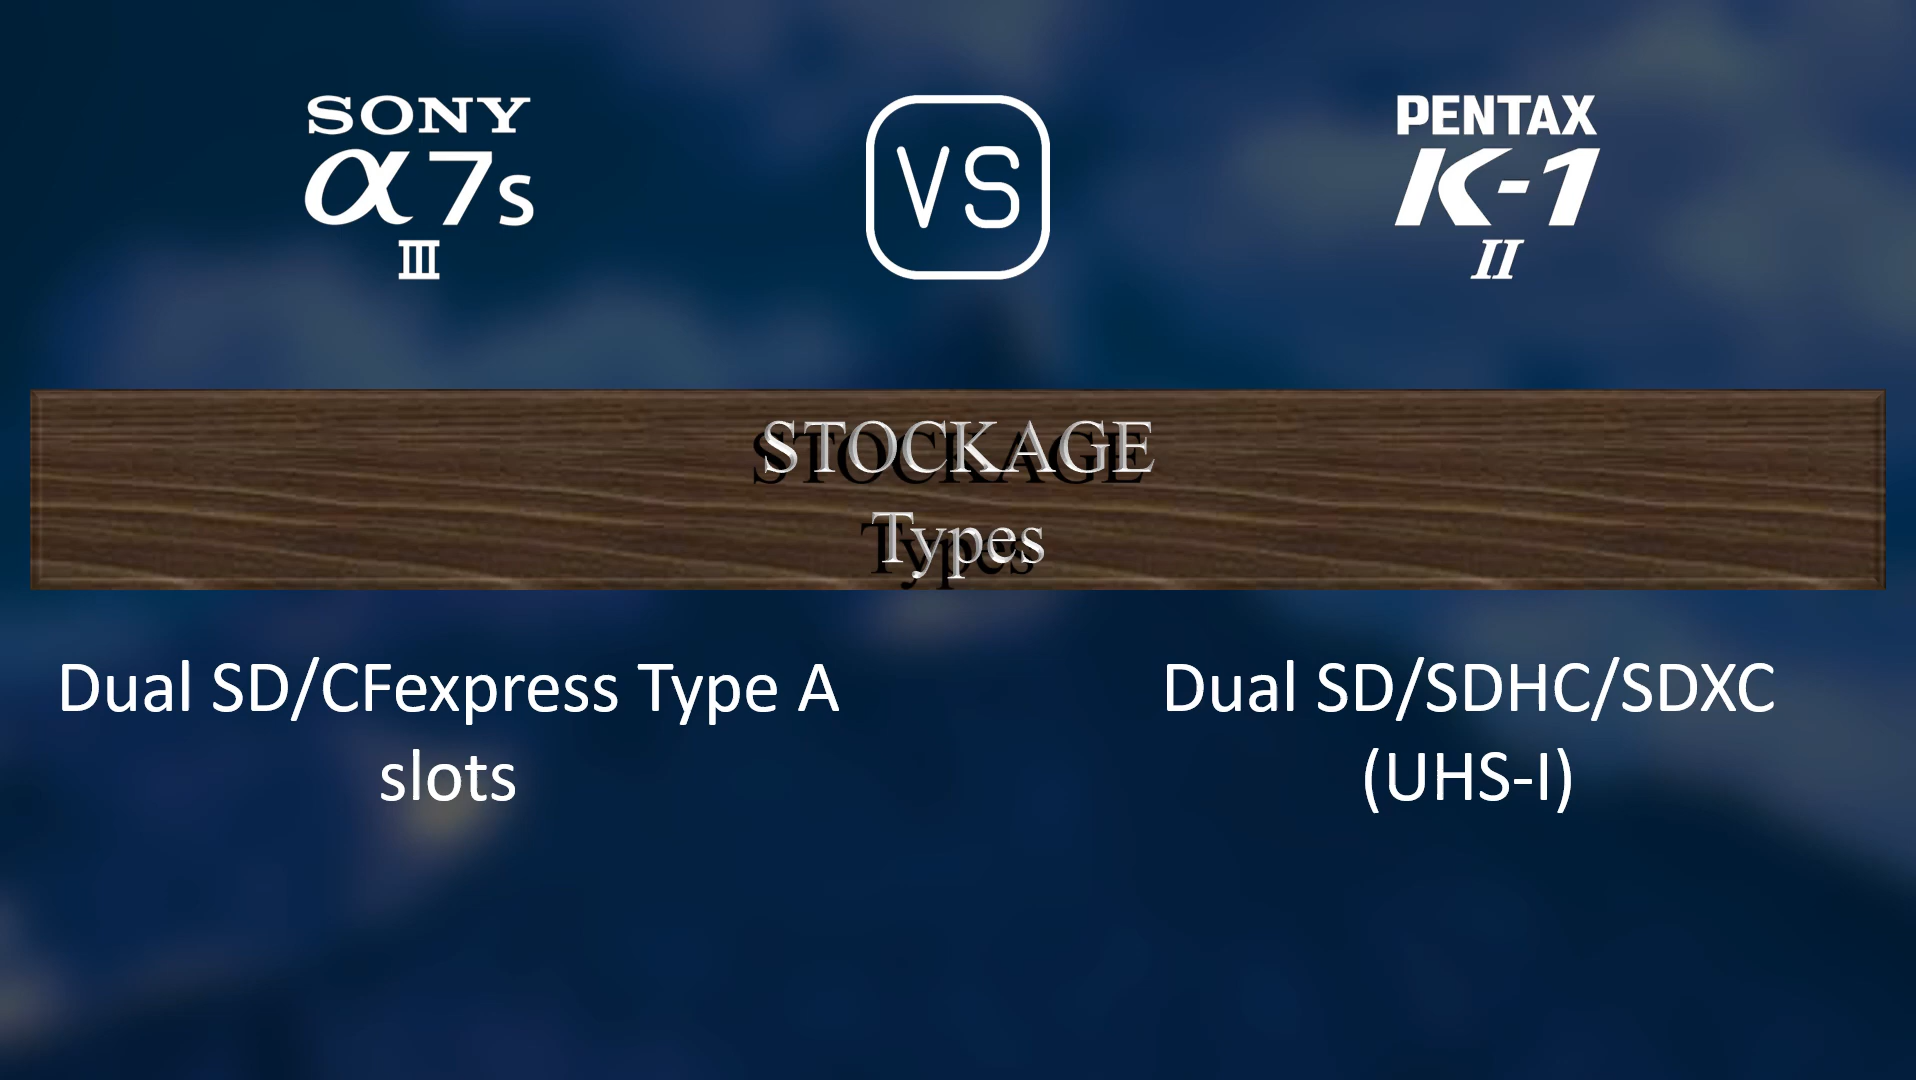 SONY
α7s
III
VS
PENTAX
K-1
II
STOCKAGE
Types
Dual SD/CFexpress Type A
slots
Dual SD/SDHC/SDXC
(UHS-I)